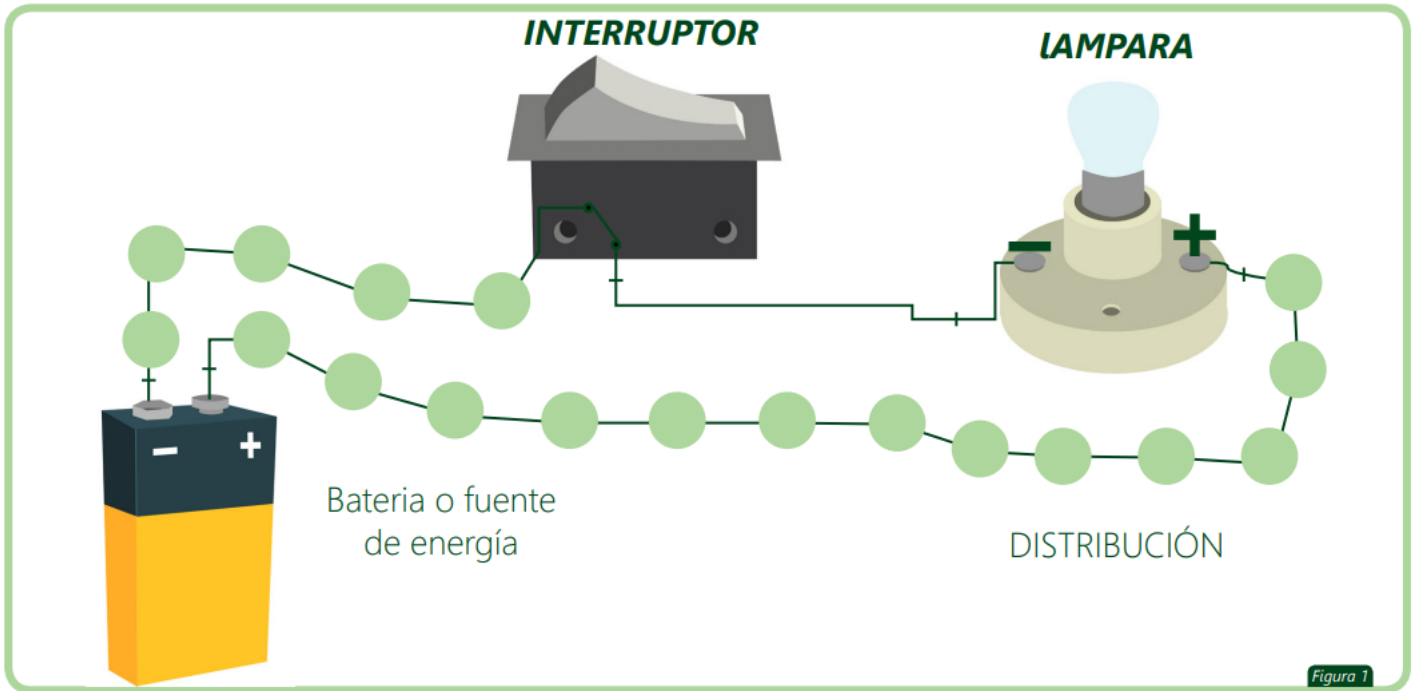 INTERRUPTOR
lAMPARA
Bateria o fuente
de energía
DISTRIBUCIÓN
Figura 1